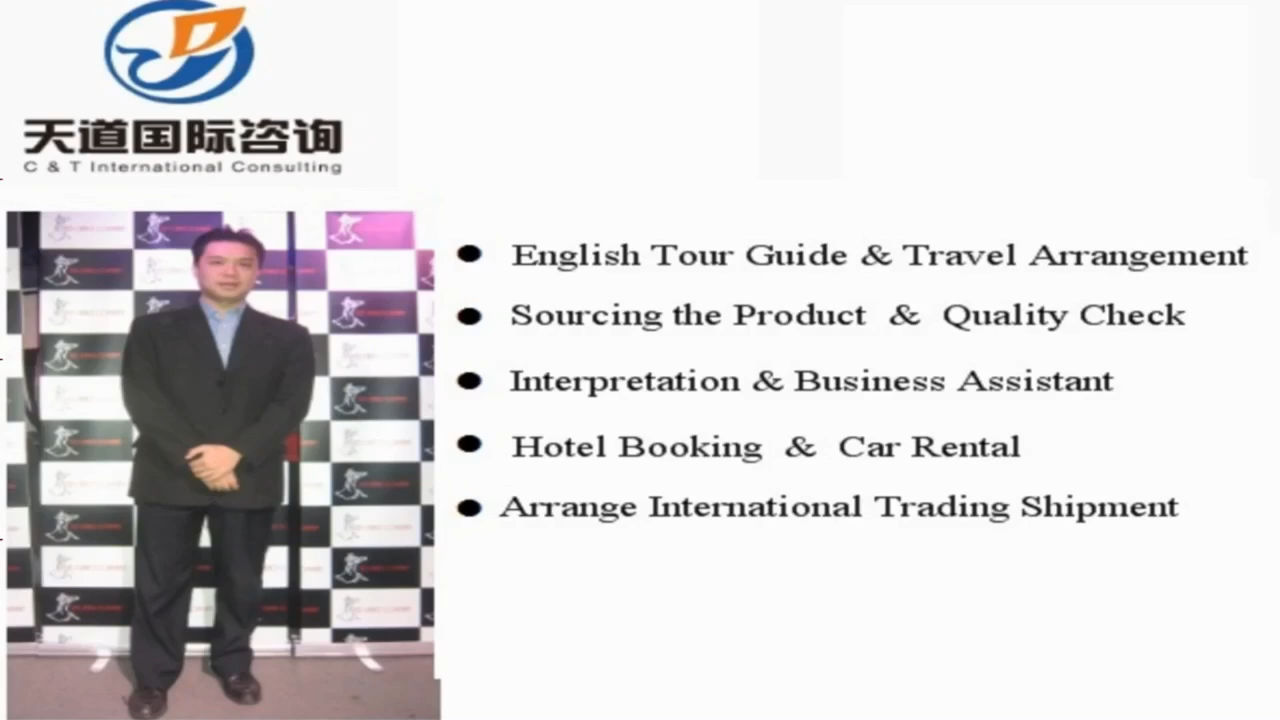 天道国际咨询
C & T International Consulting
● English Tour Guide & Travel Arrangement
● Sourcing the Product & Quality Check
● Interpretation & Business Assistant
● Hotel Booking & Car Rental
● Arrange International Trading Shipment